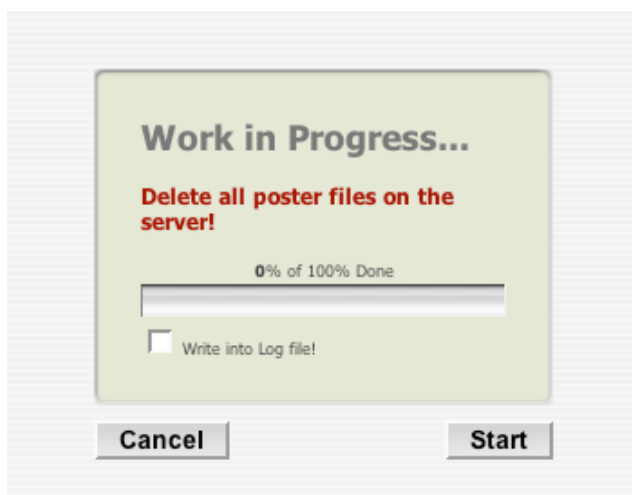 Work in Progress...
Delete all poster files on the
server!
0% of 100% Done
Write into Log file!
Cancel
Start